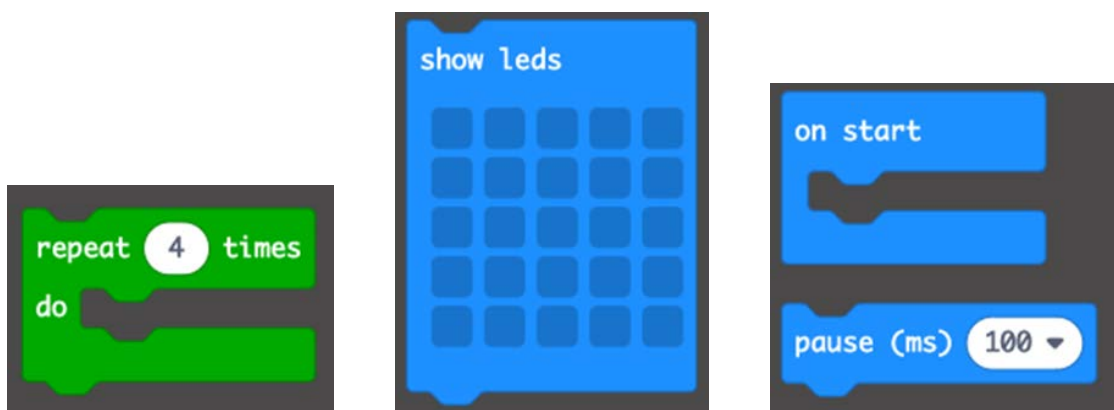 repeat 4 times
do
show leds
on start
pause (ms) 100